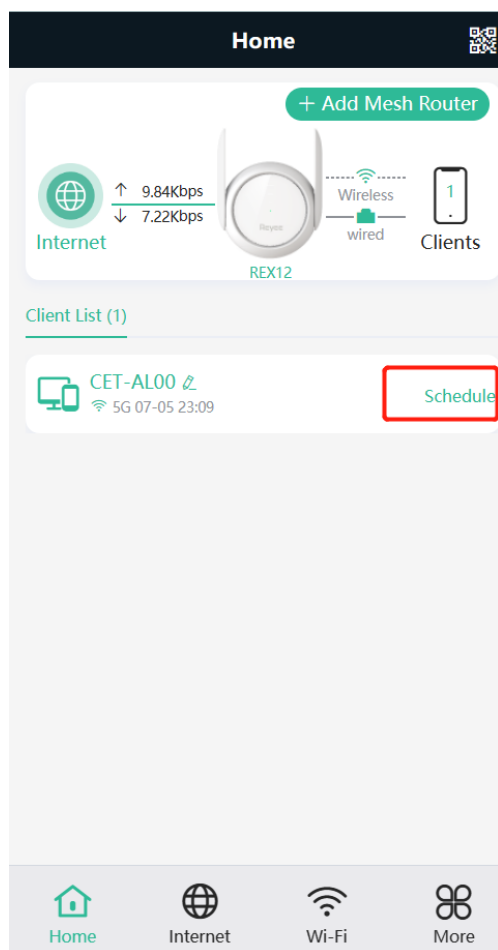 Home
+ Add Mesh Router
↑ 9.84Kbps
↓ 7.22Kbps
Internet
Reyee
REX12
Wireless
wired
1
Clients
Client List (1)
CET-AL00
5G 07-05 23:09
Schedule
Home
Internet
Wi-Fi
More